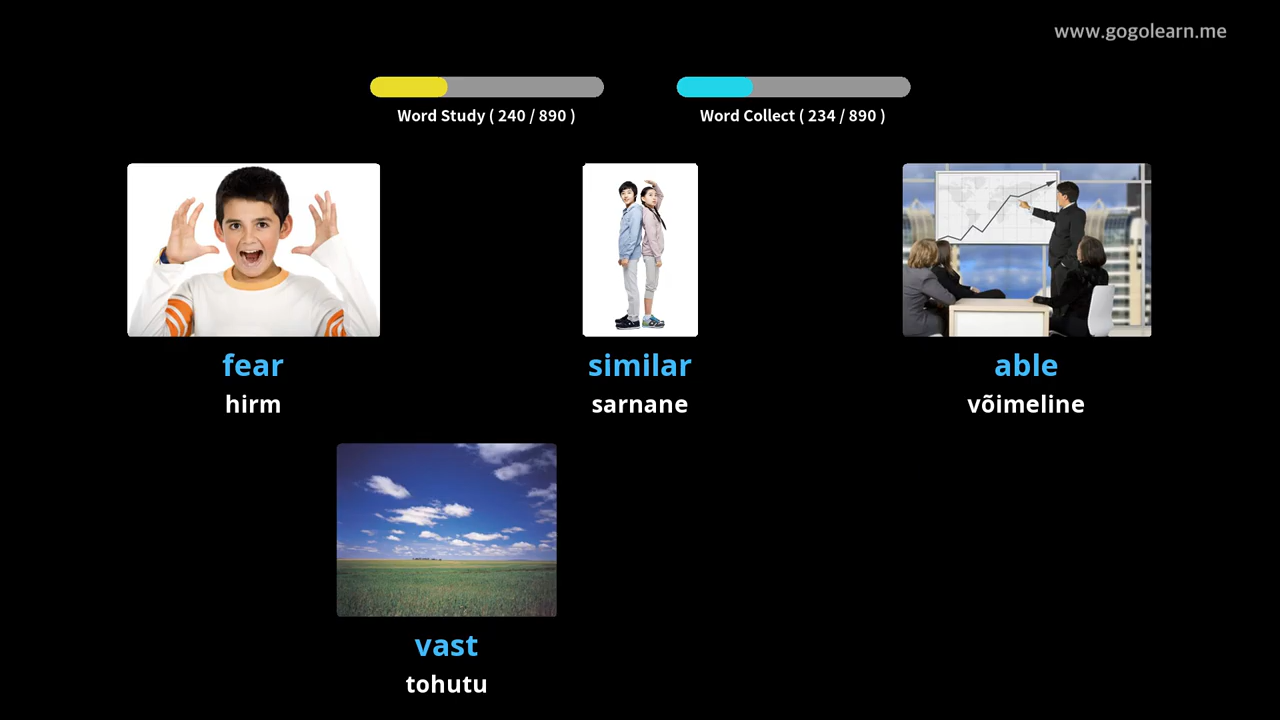 www.gogolearn.me
Word Study ( 240 / 890 )
Word Collect ( 234 / 890 )
fear
hirm
similar
sarnane
able
võimeline
vast
tohutu